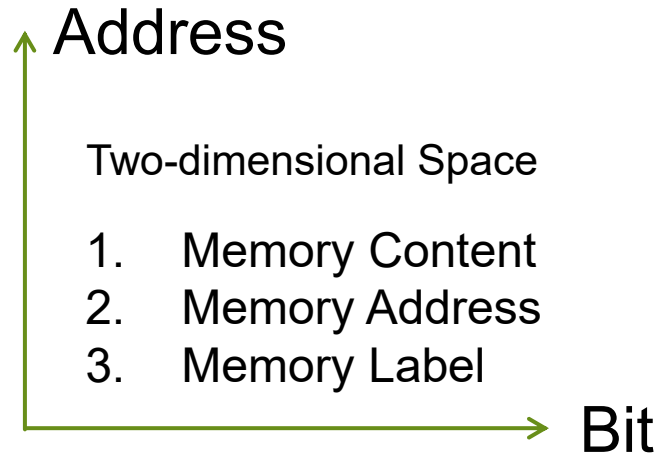 Address
Two-dimensional Space
1. Memory Content
2. Memory Address
3. Memory Label
Bit